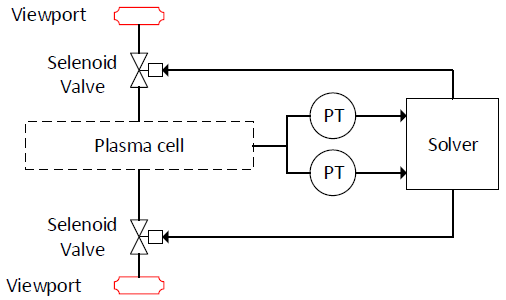 Viewport
Selenoid
Valve
PT
Plasma cell
Solver
PT
Selenoid
Valve
Viewport